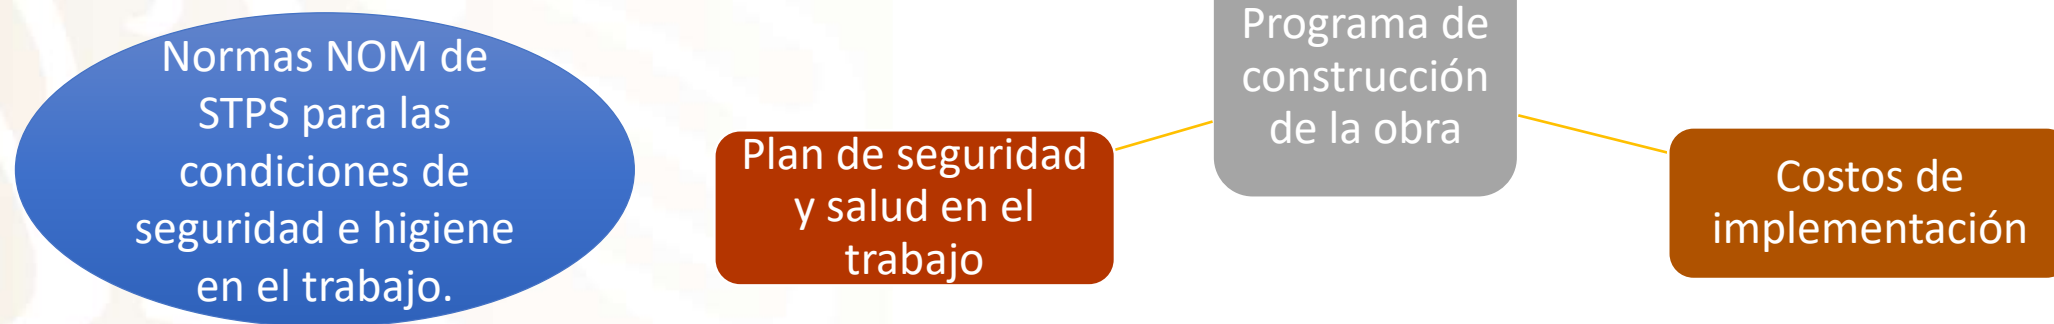 Normas NOM de
STPS para las
condiciones de
seguridad e higiene
en el trabajo.
Plan de seguridad
y salud en el
trabajo
Programa de
construcción
de la obra
Costos de
implementación